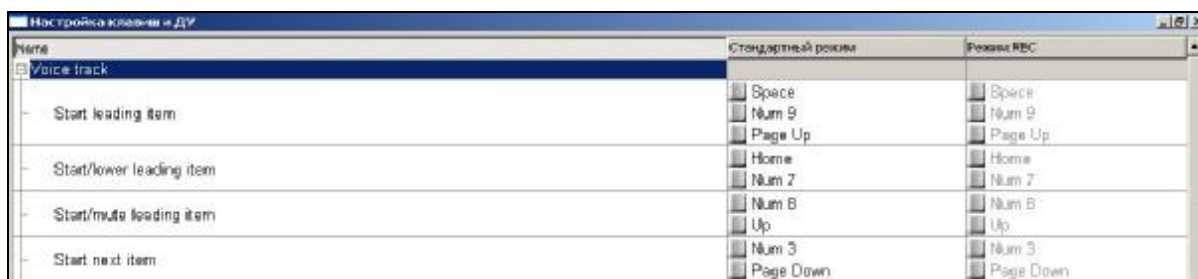 Настройка клавиш и ДУ
Name Стандартный режим Режим RBC
Voice track
Start leading item
Space Space
Num 9 Num 9
Page Up Page Up
Start/lower leading item
Home Home
Num 7 Num 7
Start/mute leading item
Num 8 Num 8
Up Up
Start next item
Num 3 Num 3
Page Down Page Down